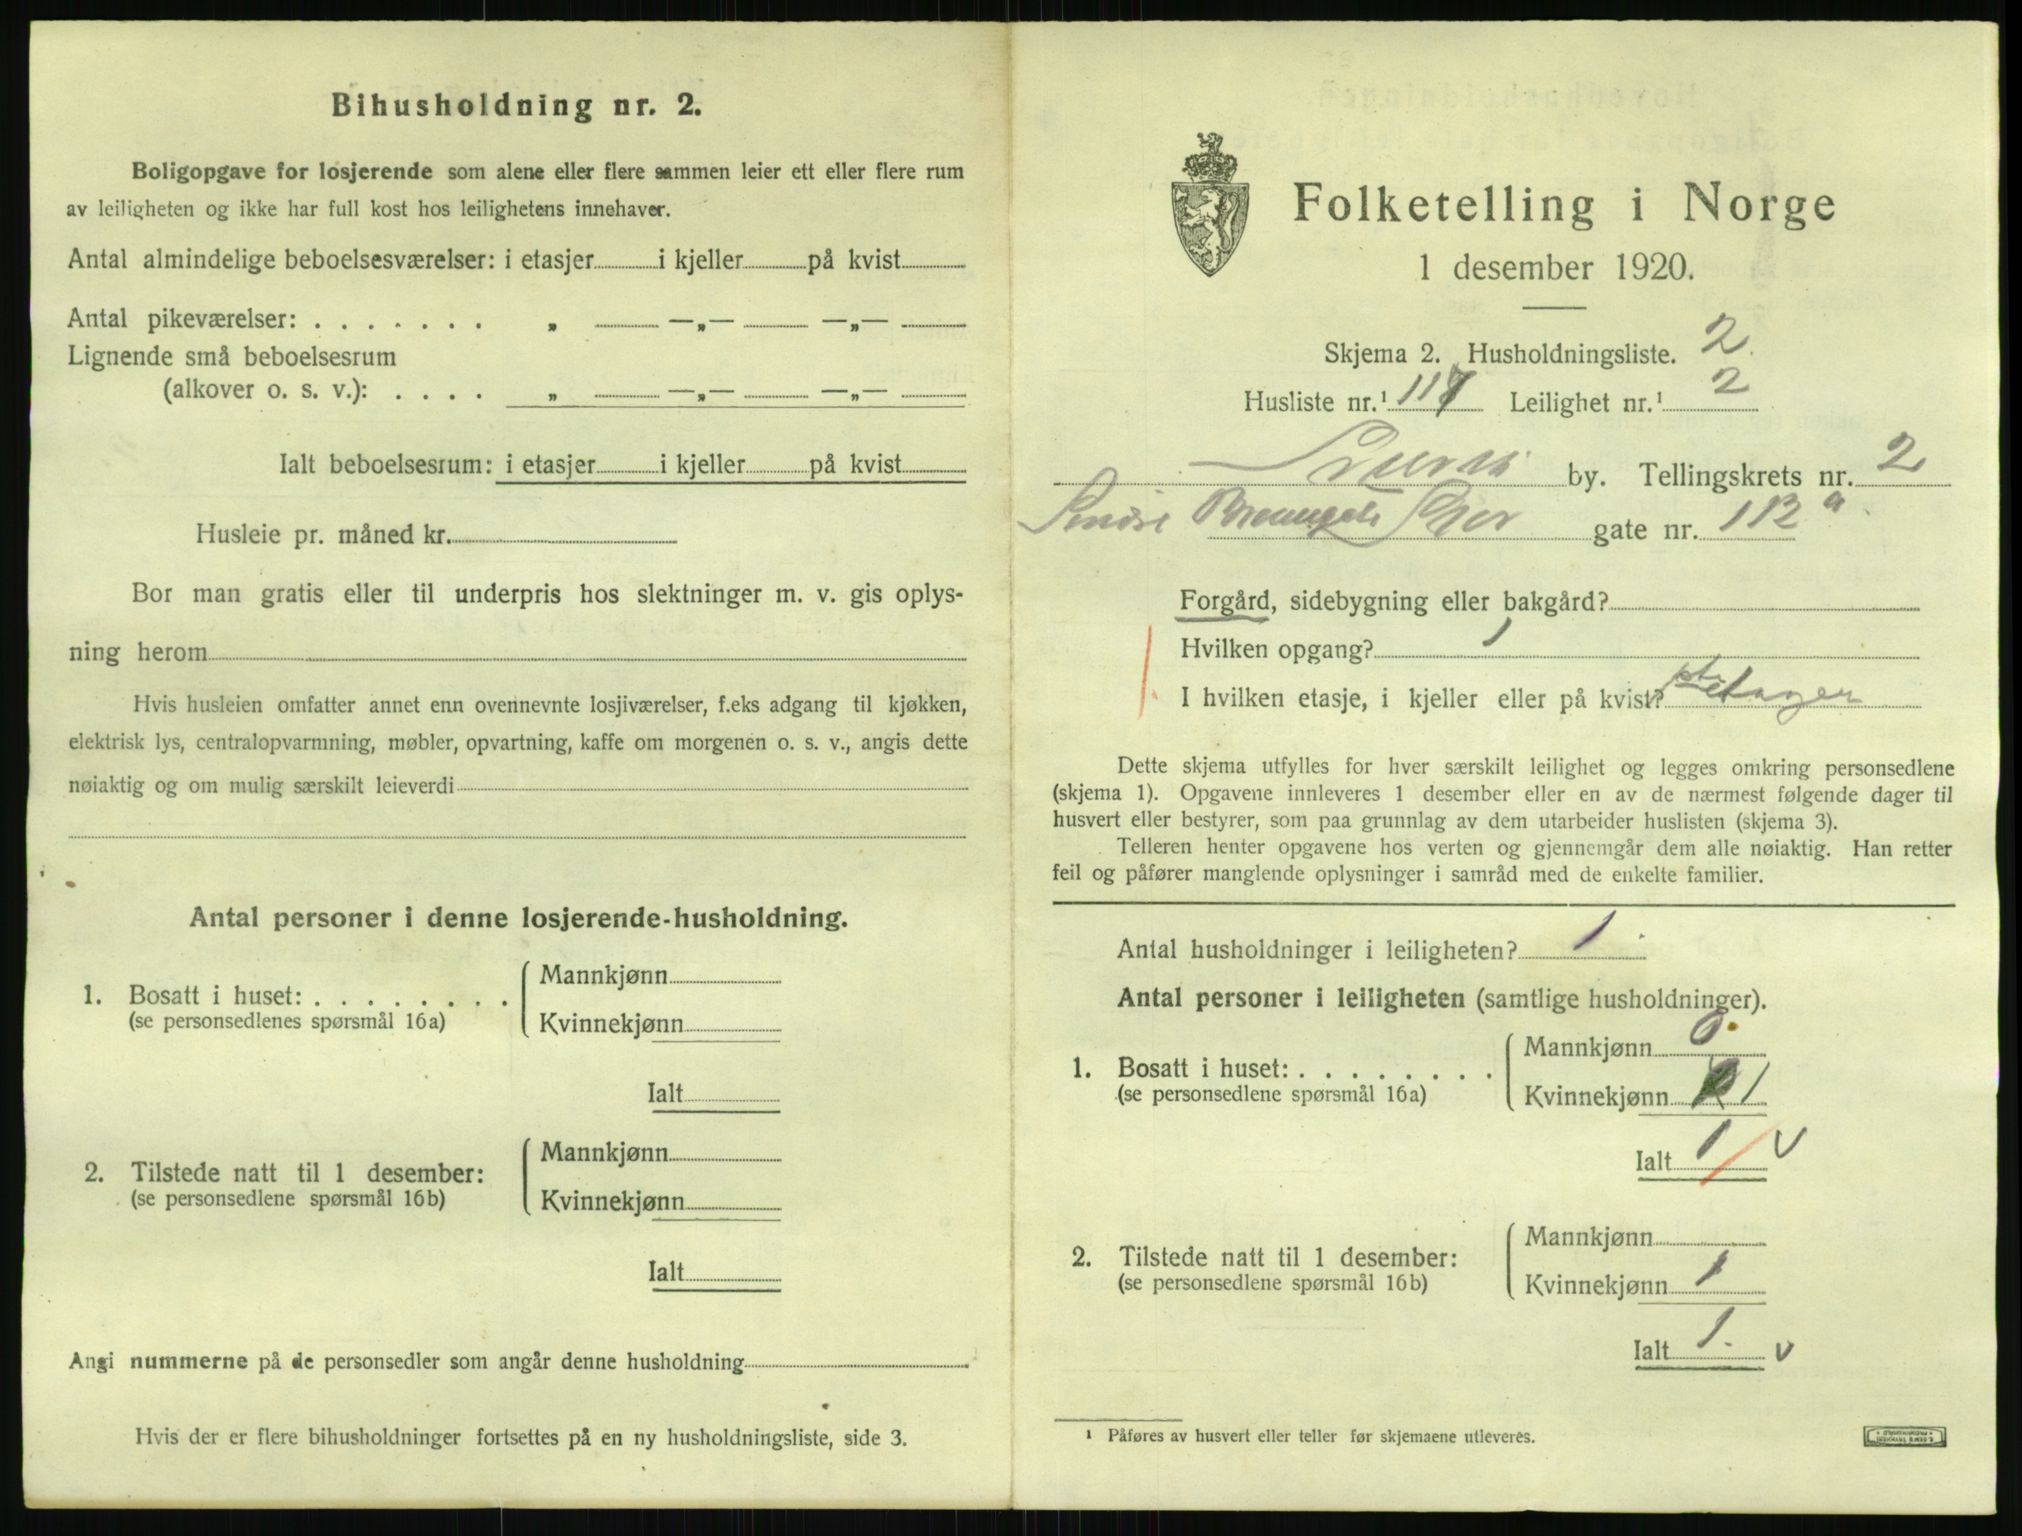 Bihusholdning nr. 2.
Boligopgave for losjerende som alene eller flere sammen leier ett eller flere rum
av leiligheten og ikke har full kost hos leilighetens innehaver.
Antal almindelige beboelsesværelser: i etasjer i kjeller på kvist
Antal pikeværelser: . . . . . . . „ —„— —„—
Lignende små beboelsesrum
(alkover o. s. v.): . . . . „ —„— —„—
Ialt beboelsesrum: i etasjer i kjeller på kvist
Husleie pr. måned kr.
Bor man gratis eller til underpris hos slektninger m. v. gis oplys-
ning herom
Hvis husleien omfatter annet enn ovennevnte losjiværelser, f.eks adgang til kjøkken,
elektrisk lys, centralopvarmning, møbler, opvartning, kaffe om morgenen o. s. v., angis dette
nøiaktig og om mulig særskilt leieverdi
Antal personer i denne losjerende-husholdning.
1. Bosatt i huset: . . . . . . . .
(se personsedlenes spørsmål 16a)
Mannkjønn
Kvinnekjønn
Ialt
2. Tilstede natt til 1 desember:
(se personsedlene spørsmål 16b)
Mannkjønn
Kvinnekjønn
Ialt
Angi nummerne på de personsedler som angår denne husholdning
Hvis der er flere bihusholdninger fortsettes på en ny husholdningsliste, side 3.
Folketelling i Norge
1 desember 1920.
Skjema 2. Husholdningsliste. 2.
Husliste nr.¹ 117 Leilighet nr.¹ 2
Larvik by. Tellingskrets nr. 2
gate nr. 112 a
Forgård, sidebygning eller bakgård?
Hvilken opgang? 1
I hvilken etasje, i kjeller eller på kvist? etagen
Dette skjema utfylles for hver særskilt leilighet og legges omkring personsedlene
(skjema 1). Opgavene innleveres 1 desember eller en av de nærmest følgende dager til
husvert eller bestyrer, som paa grunnlag av dem utarbeider huslisten (skjema 3).
Telleren henter opgavene hos verten og gjennemgår dem alle nøiaktig. Han retter
feil og påfører manglende oplysninger i samråd med de enkelte familier.
Antal husholdninger i leiligheten? 1
Antal personer i leiligheten (samtlige husholdninger).
1. Bosatt i huset: . . . . . . . .
(se personsedlene spørsmål 16a)
Mannkjønn 0
Kvinnekjønn 1
Ialt 1 v
2. Tilstede natt til 1 desember:
(se personsedlene spørsmål 16b)
Mannkjønn
Kvinnekjønn 1
Ialt 1 v
¹ Påføres av husvert eller teller før skjemaene utleveres.